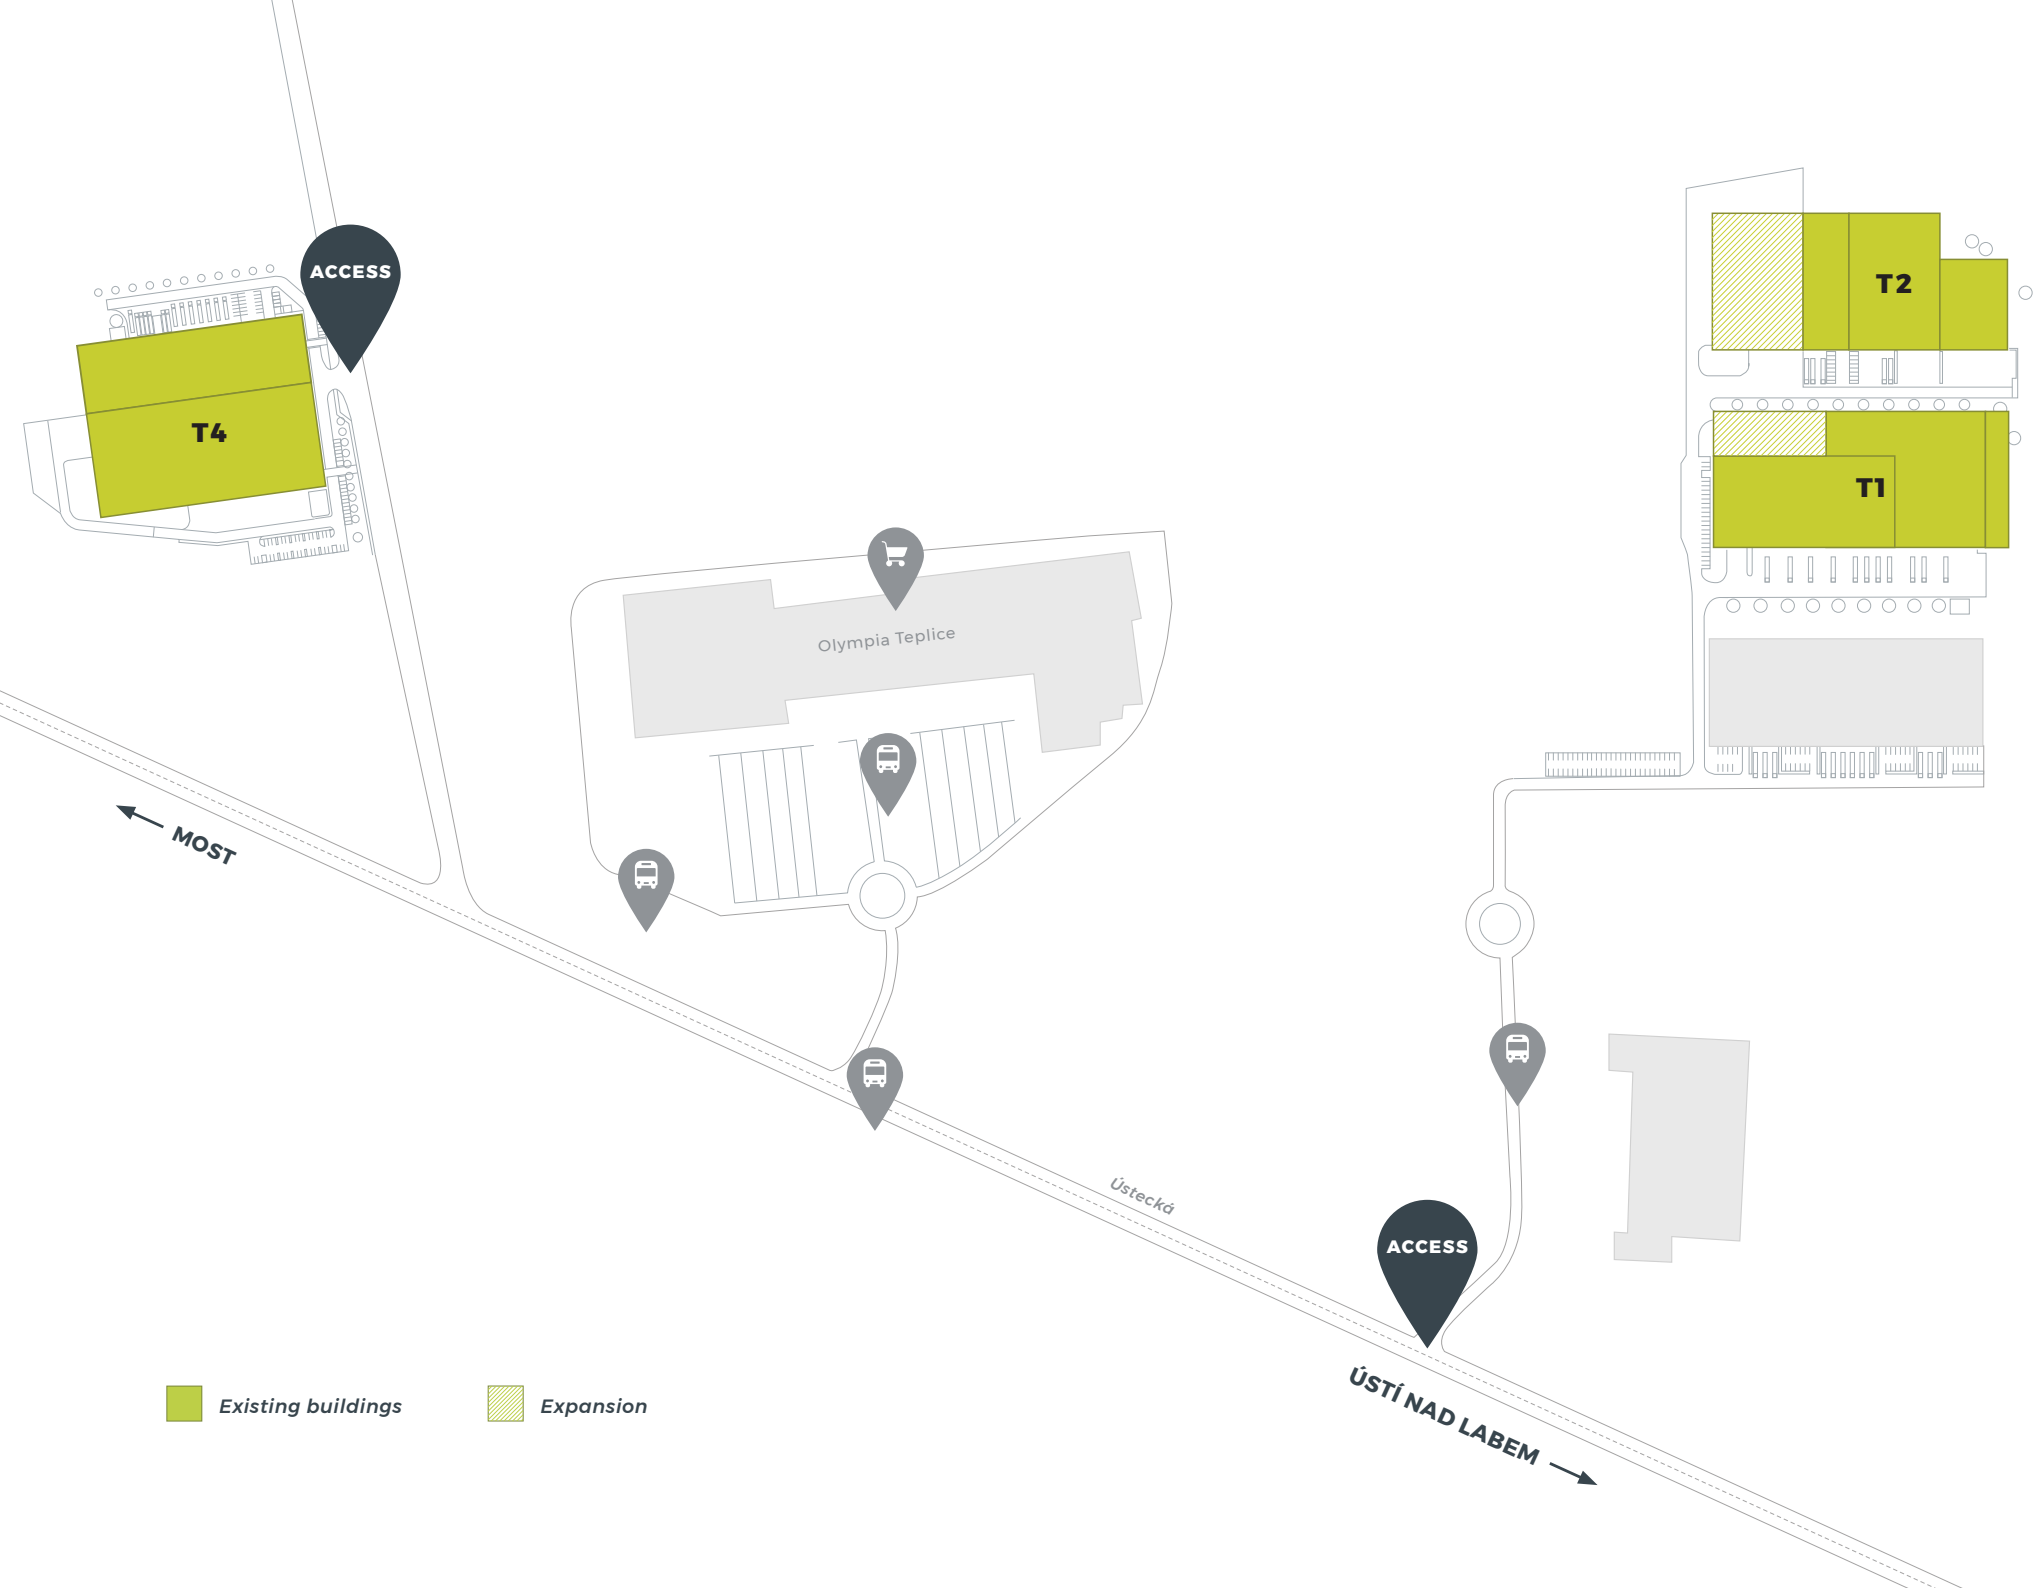 ACCESS
T2
T4
T1
Olympia Teplice
MOST
Ústecká
ACCESS
ÚSTÍ NAD LABEM
Existing buildings
Expansion